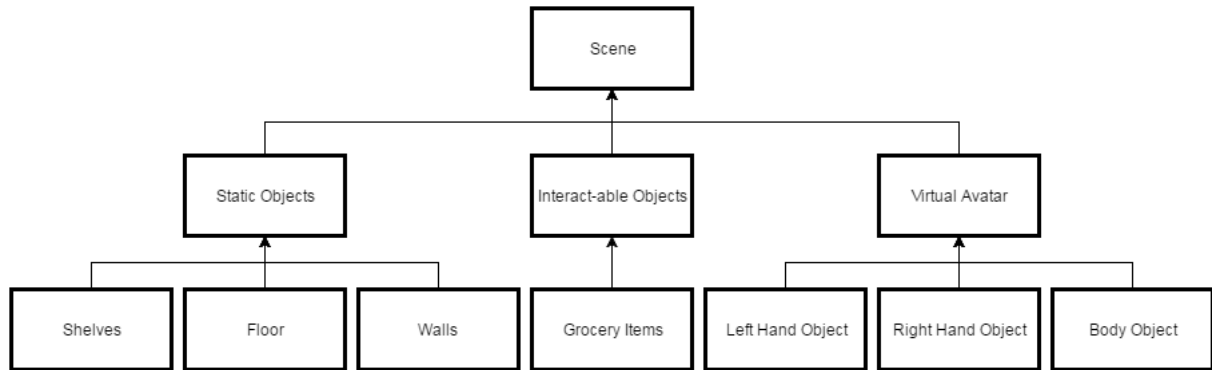 Scene
Static Objects
Interact-able Objects
Virtual Avatar
Shelves
Floor
Walls
Grocery Items
Left Hand Object
Right Hand Object
Body Object